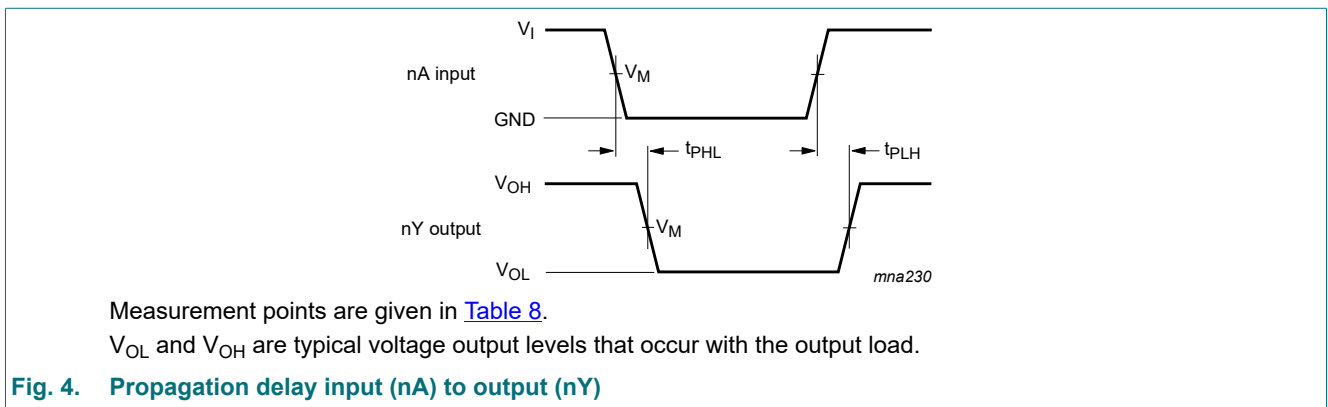 V_I
nA input
V_M
GND
t_PHL
t_PLH
V_OH
nY output
V_M
V_OL
mna230
Measurement points are given in Table 8.
V_OL and V_OH are typical voltage output levels that occur with the output load.
Fig. 4. Propagation delay input (nA) to output (nY)